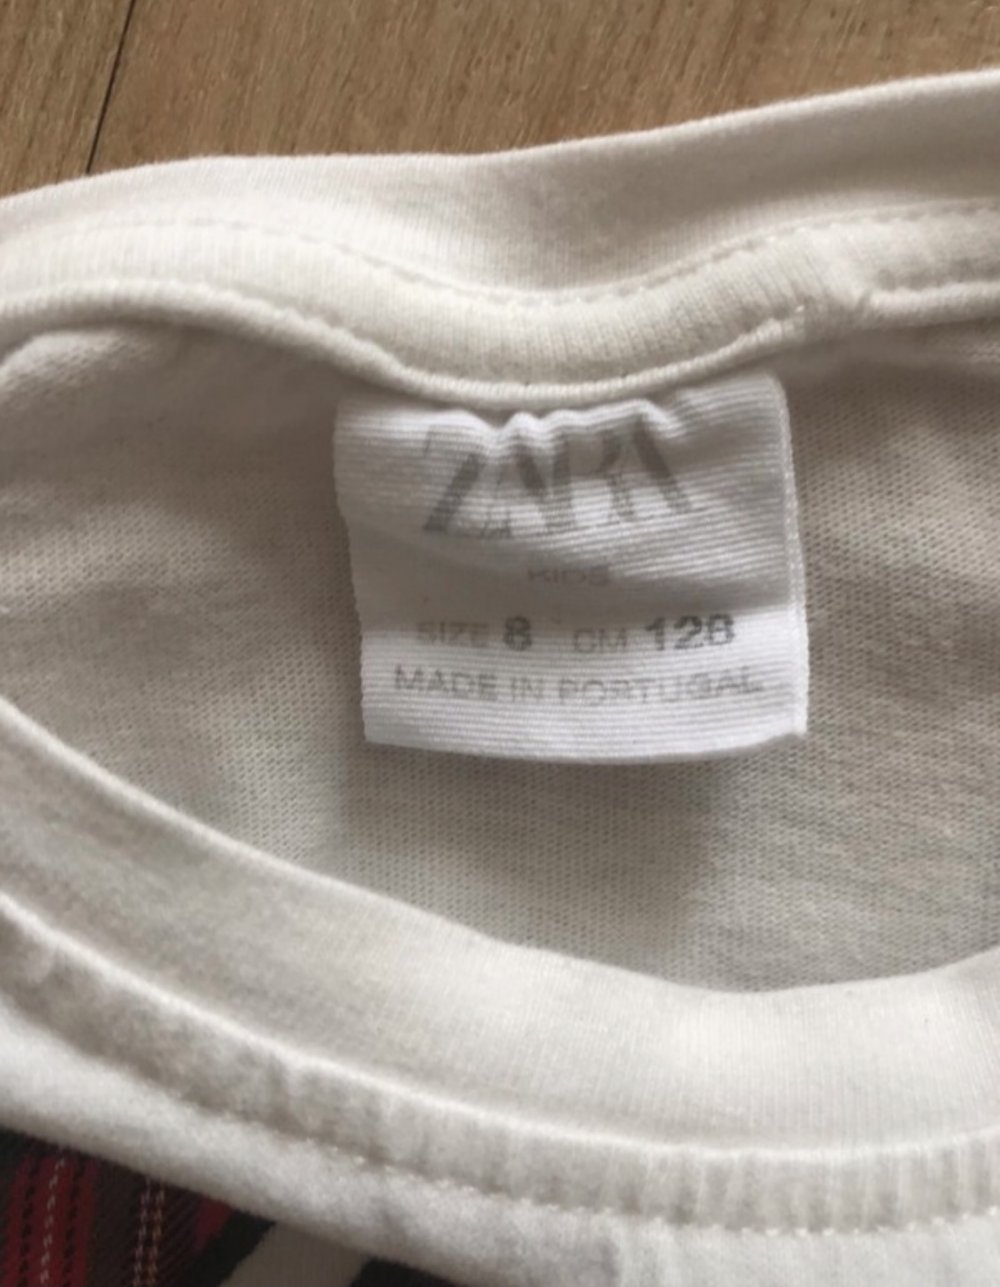 ZARA
KIDS
SIZE 8 CM 128
MADE IN PORTUGAL